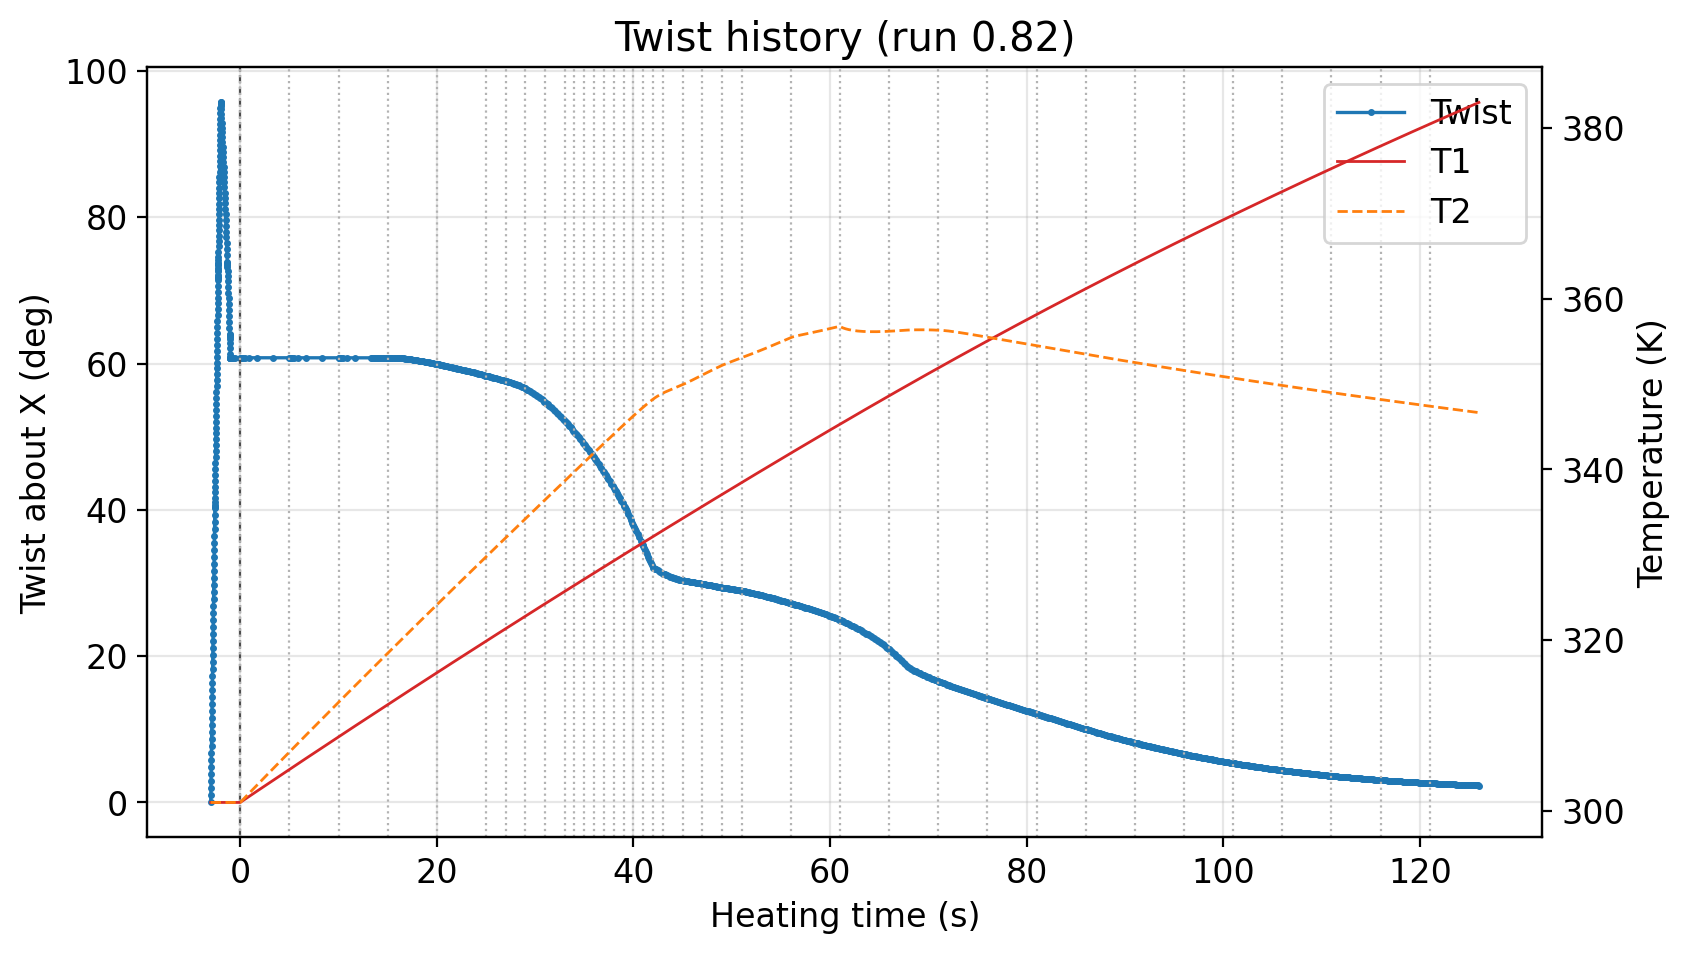 Twist history (run 0.82)
Twist about X (deg)
100
80
60
40
20
0
Twist
T1
T2
380
360
340
320
300
Temperature (K)
0 20 40 60 80 100 120
Heating time (s)